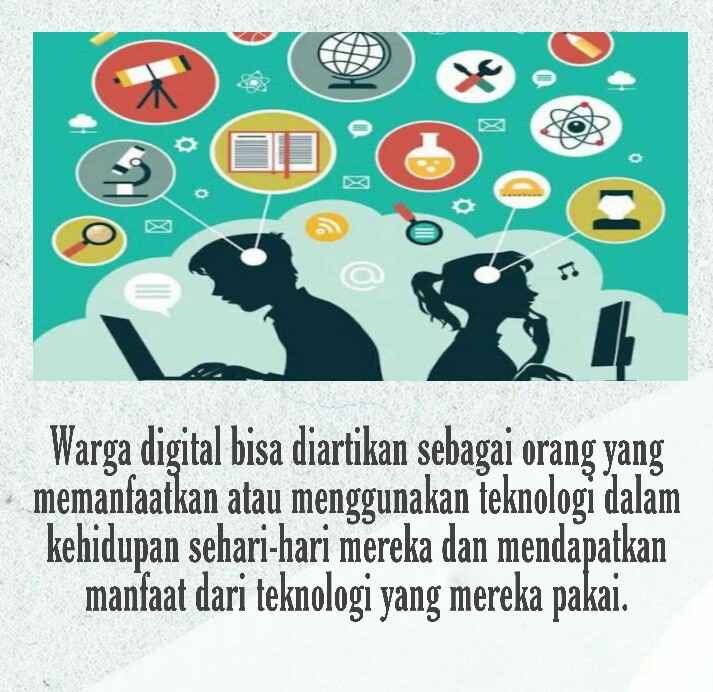 Warga digital bisa diartikan sebagai orang yang
memanfaatkan atau menggunakan teknologi dalam
kehidupan sehari-hari mereka dan mendapatkan
manfaat dari teknologi yang mereka pakai.